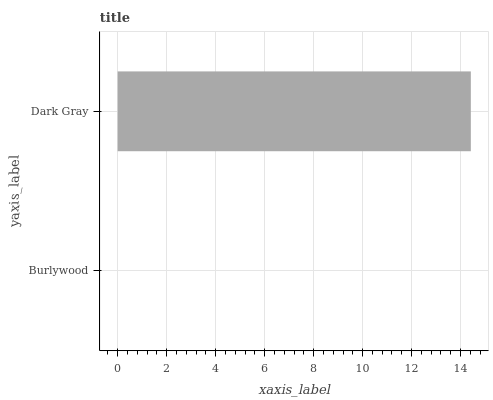 title
Dark Gray
Burlywood
yaxis_label
0 2 4 6 8 10 12 14
xaxis_label